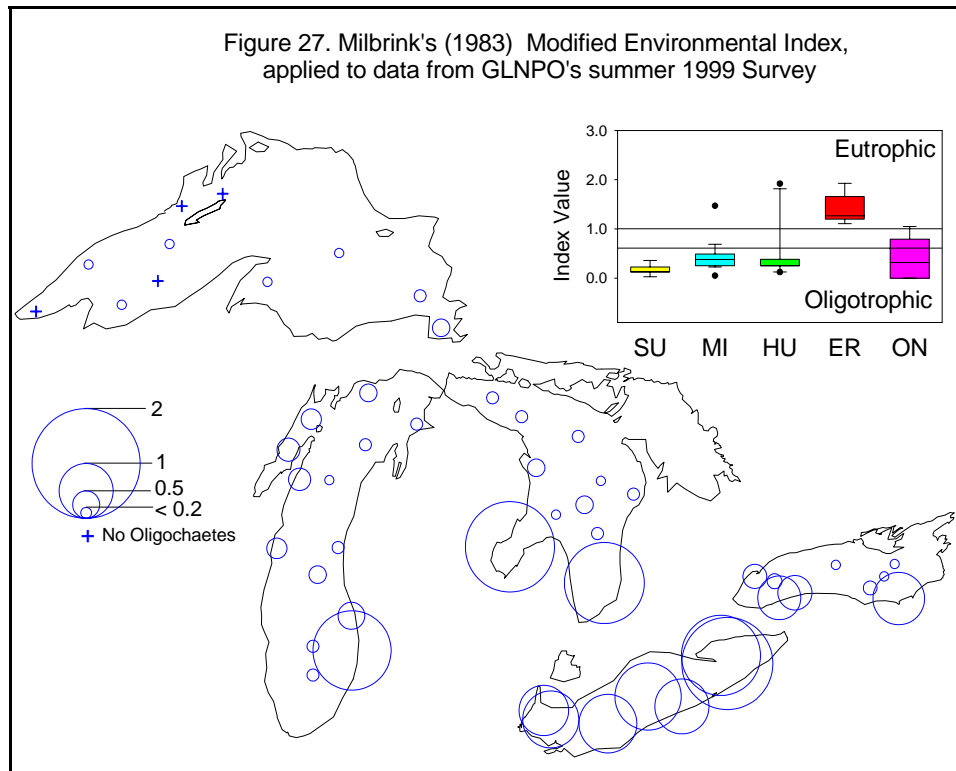 Figure 27. Milbrink's (1983) Modified Environmental Index,
applied to data from GLNPO's summer 1999 Survey
3.0
2.0
1.0
0.0
Index Value
Eutrophic
Oligotrophic
SU MI HU ER ON
2
1
0.5
< 0.2
+ No Oligochaetes